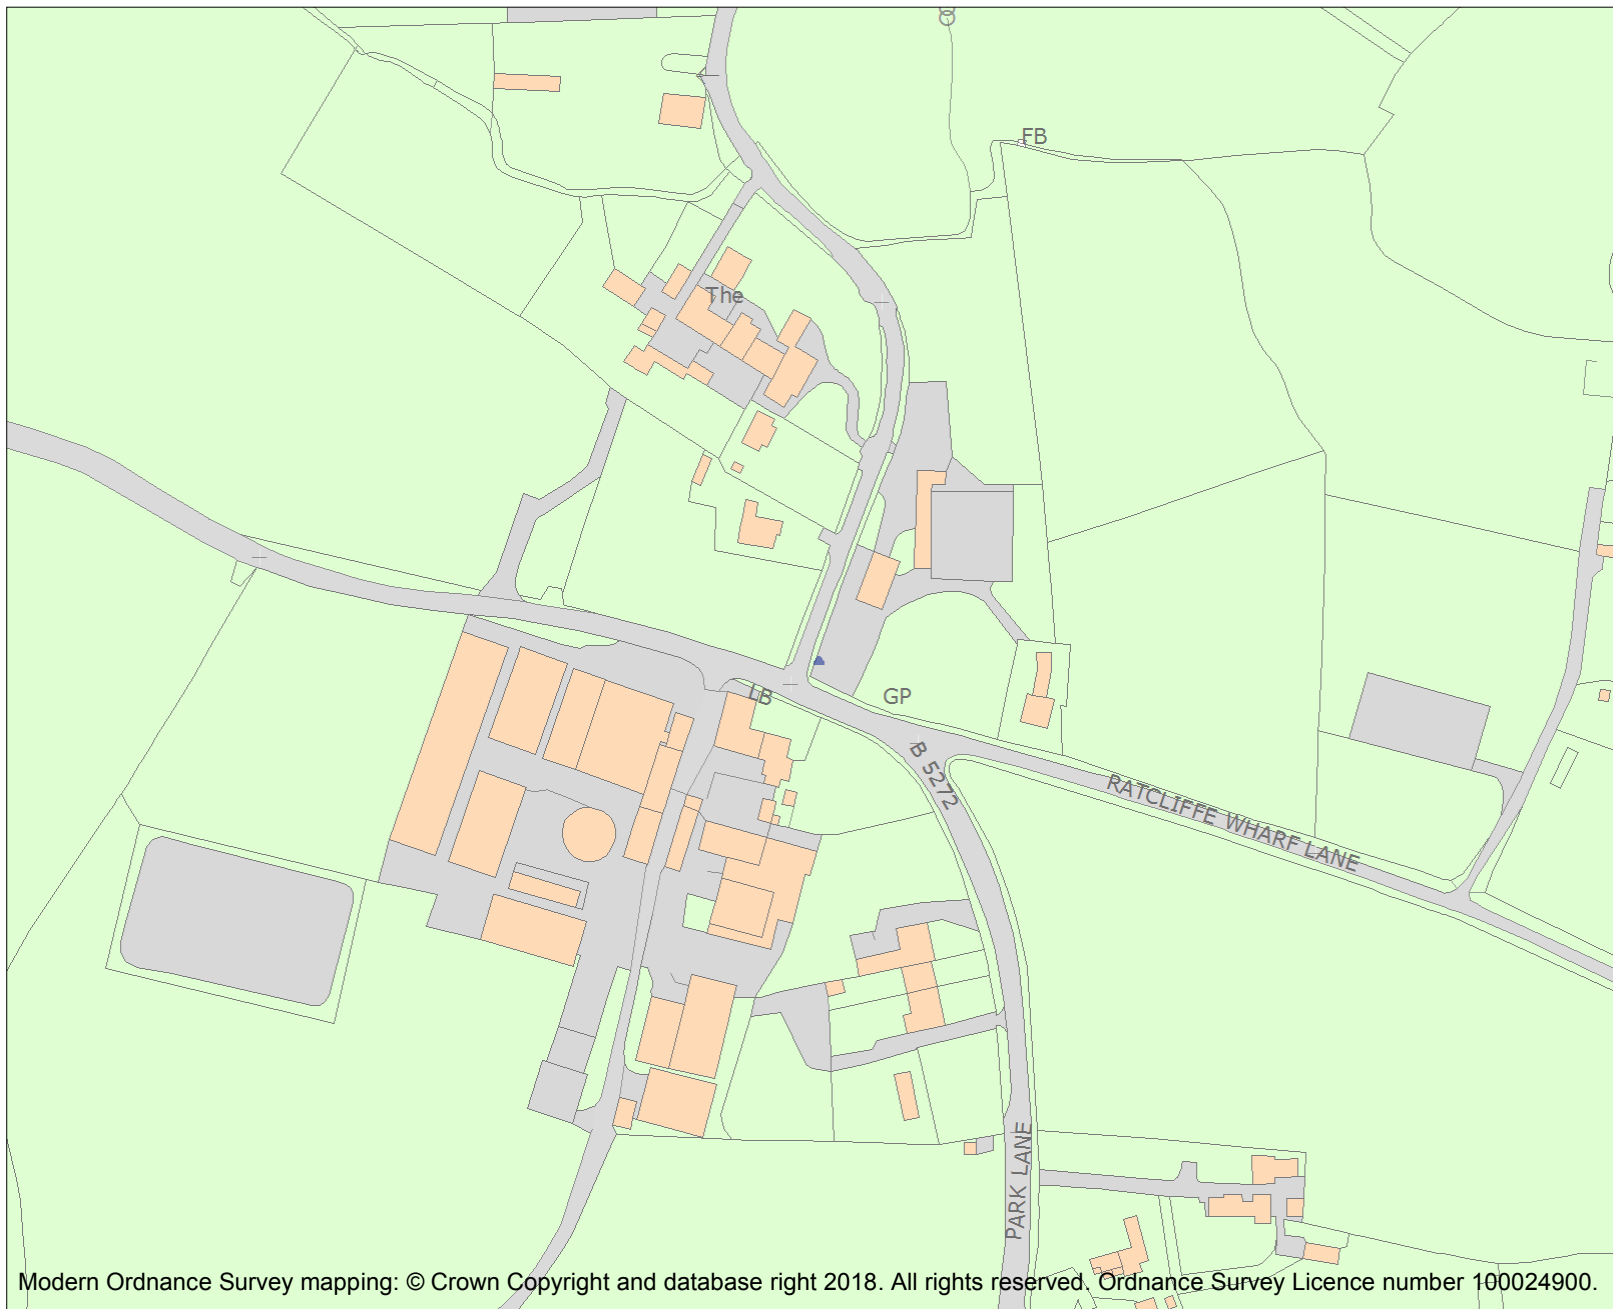 FB
The
LB
GP
B 5272
RATCLIFFE WHARF LANE
PARK LANE
Modern Ordnance Survey mapping: © Crown Copyright and database right 2018. All rights reserved. Ordnance Survey Licence number 100024900.